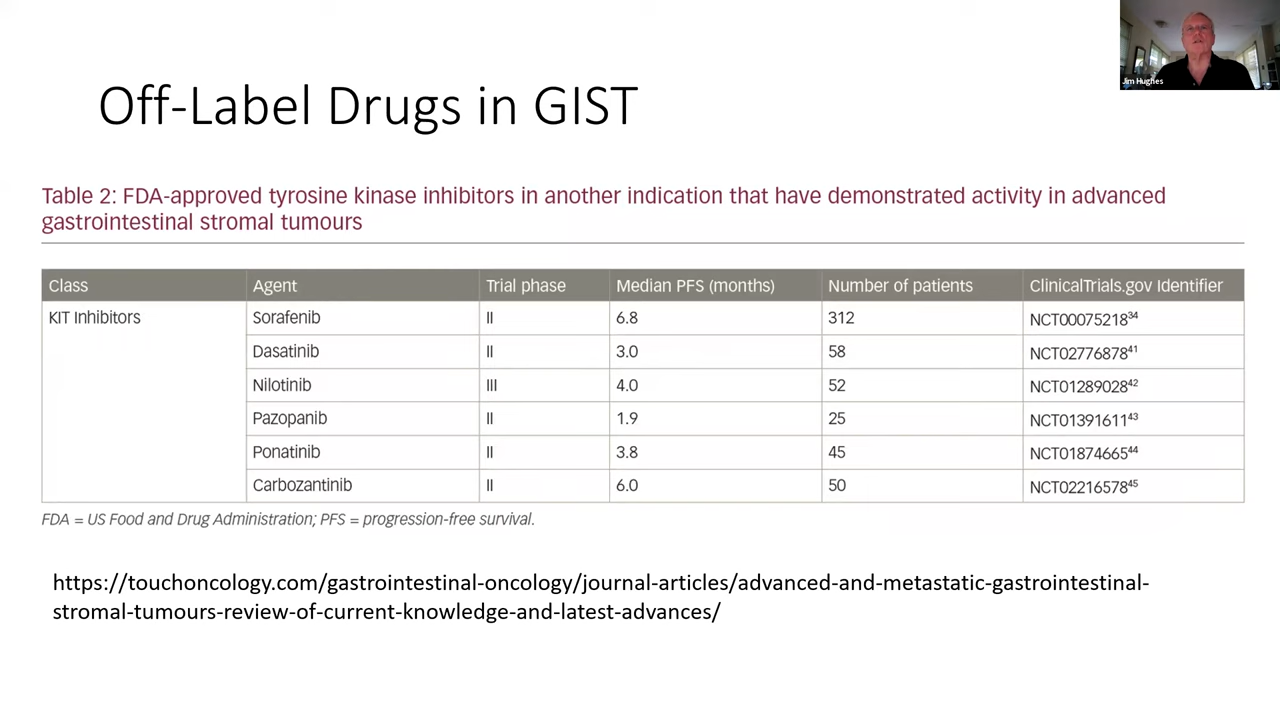 Jim Hughes
Off-Label Drugs in GIST
Table 2: FDA-approved tyrosine kinase inhibitors in another indication that have demonstrated activity in advanced
gastrointestinal stromal tumours
Class Agent Trial phase Median PFS (months) Number of patients ClinicalTrials.gov Identifier
KIT Inhibitors Sorafenib II 6.8 312 NCT00075218³⁴
Dasatinib II 3.0 58 NCT02776878⁴¹
Nilotinib III 4.0 52 NCT01289028⁴²
Pazopanib II 1.9 25 NCT01391611⁴³
Ponatinib II 3.8 45 NCT01874665⁴⁴
Carbozantinib II 6.0 50 NCT02216578⁴⁵
FDA = US Food and Drug Administration; PFS = progression-free survival.
https://touchoncology.com/gastrointestinal-oncology/journal-articles/advanced-and-metastatic-gastrointestinal-
stromal-tumours-review-of-current-knowledge-and-latest-advances/